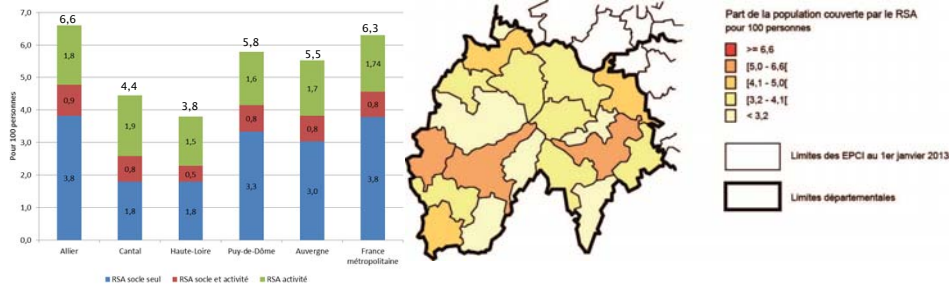 7,0
6,0
5,0
4,0
3,0
2,0
1,0
0,0
Pour 100 personnes
6,6
1,8
0,9
3,8
4,4
1,9
0,8
1,8
3,8
1,5
0,5
1,8
5,8
1,6
0,8
3,3
5,5
1,7
0,8
3,0
6,3
1,74
0,8
3,8
Allier
Cantal
Haute-Loire
Puy-de-Dôme
Auvergne
France
métropolitaine
RSA socle seul
RSA socle et activité
RSA activité
Part de la population couverte par le RSA
pour 100 personnes
>= 6,6
[5,0 - 6,6[
[4,1 - 5,0[
[3,2 - 4,1[
< 3,2
Limites des EPCI au 1er janvier 2013
Limites départementales